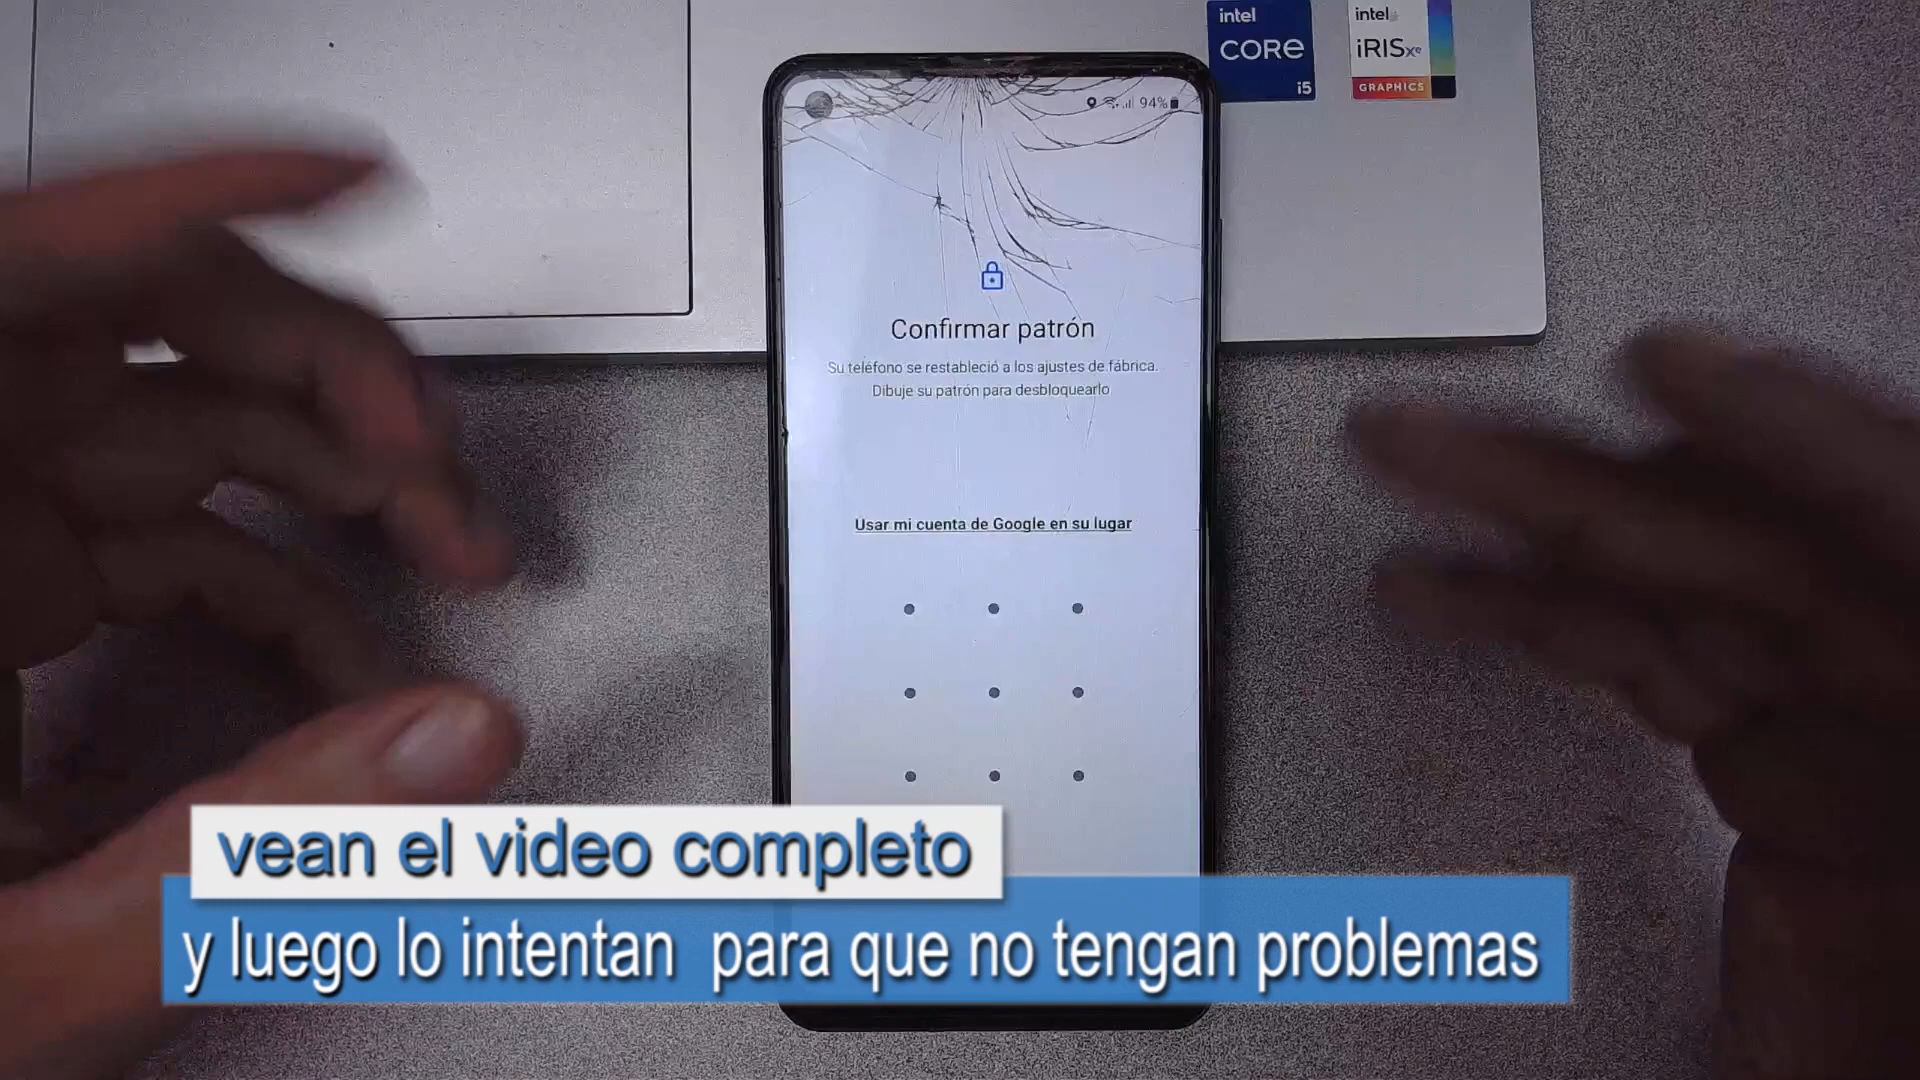 intel
CORE
i5
intel
iRISxe
GRAPHICS
94%
Confirmar patrón
Su teléfono se restableció a los ajustes de fábrica.
Dibuje su patrón para desbloquearlo
Usar mi cuenta de Google en su lugar
vean el video completo
y luego lo intentan para que no tengan problemas